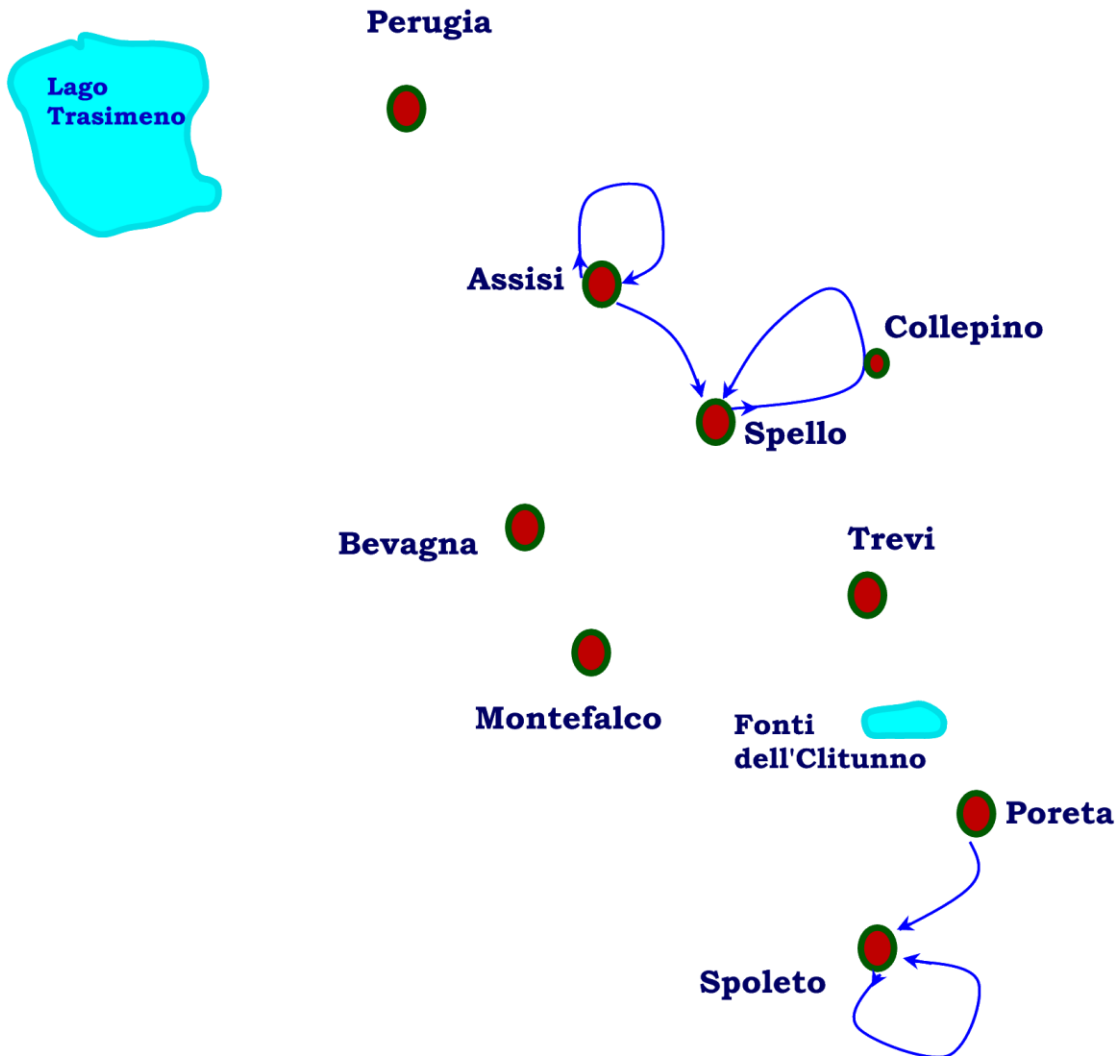 Perugia
Lago
Trasimeno
Assisi
Collepino
Spello
Bevagna
Trevi
Montefalco
Fonti
dell'Clitunno
Poreta
Spoleto